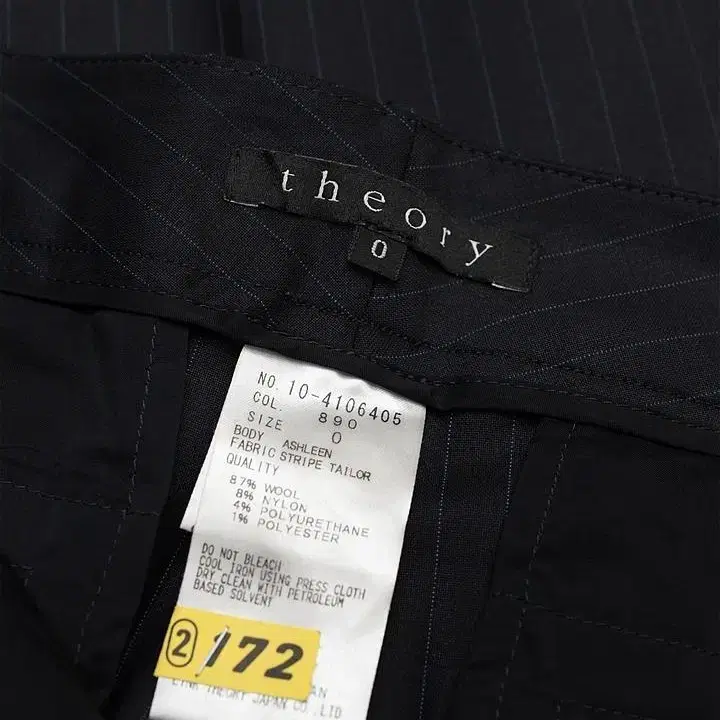 theory
0
NO. 10-4106405
COL. 890
SIZE 0
BODY ASHLEEN
FABRIC STRIPE TAILOR
QUALITY
87% WOOL
8% NYLON
4% POLYURETHANE
1% POLYESTER
DO NOT BLEACH
COOL IRON USING PRESS CLOTH
DRY CLEAN WITH PETROLEUM
BASED SOLVENT
② 172
THEORY JAPAN CO.,LTD